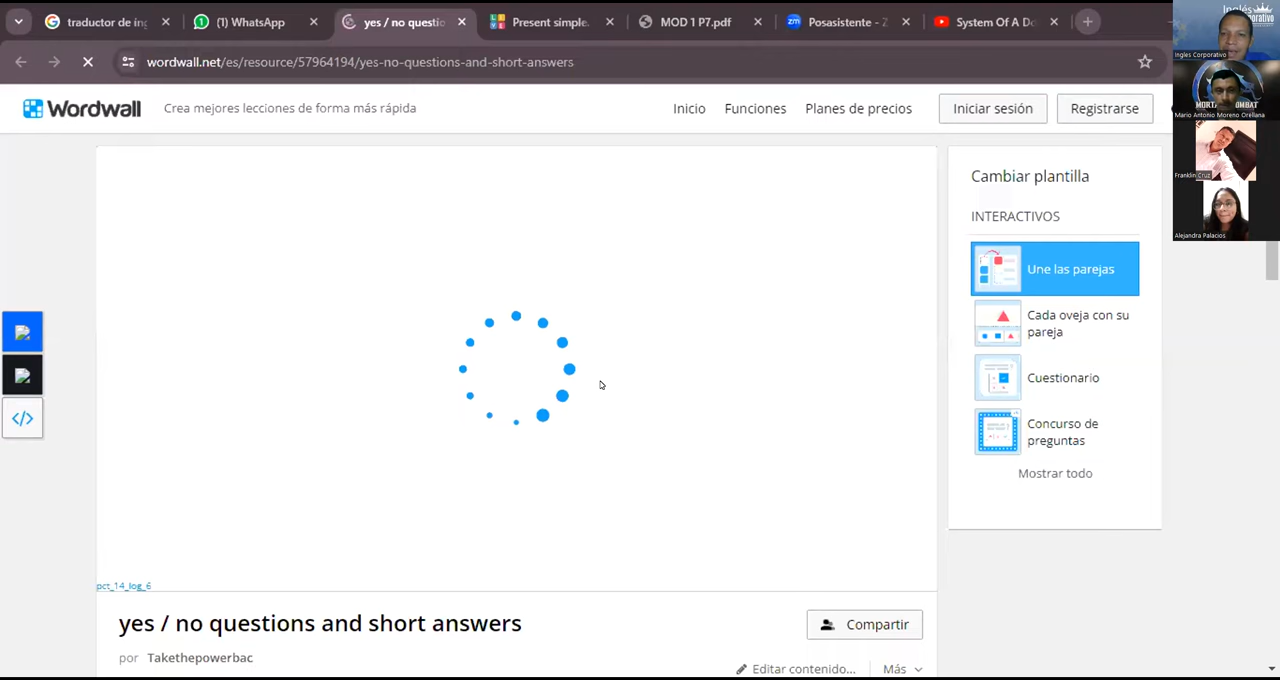 traductor de ing
(1) WhatsApp
yes / no questio
Present simple.
MOD 1 P7.pdf
Posasistente - Z
System Of A Do
wordwall.net/es/resource/57964194/yes-no-questions-and-short-answers
Wordwall
Crea mejores lecciones de forma más rápida
Inicio
Funciones
Planes de precios
Iniciar sesión
Registrarse
Cambiar plantilla
INTERACTIVOS
Une las parejas
Cada oveja con su
pareja
Cuestionario
Concurso de
preguntas
Mostrar todo
pct_14_log_6
yes / no questions and short answers
Compartir
por Takethepowerbac
Editar contenido...
Más
Inglés
Corporativo
Ingles Corporativo
Mario Antonio Moreno Orellana
Franklin Cruz
Alejandra Palacios